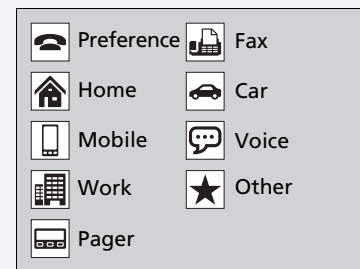 Preference
Fax
Home
Car
Mobile
Voice
Work
Other
Pager